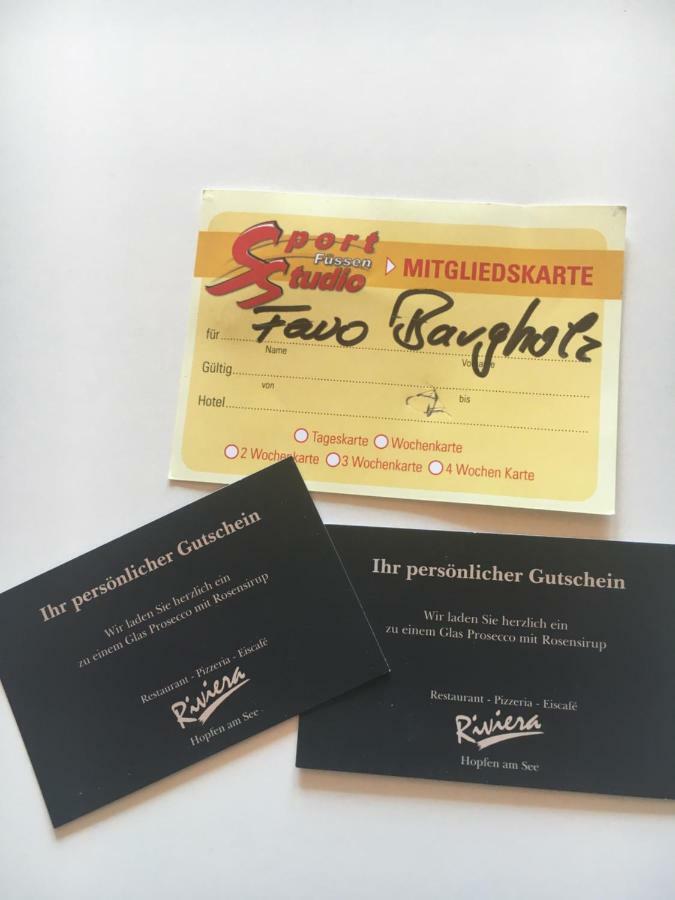 Sport
Füssen
Studio
MITGLIEDSKARTE
für Favo Bargholz
Name Vorname
Gültig
von bis
Hotel
Tageskarte Wochenkarte
2 Wochenkarte 3 Wochenkarte 4 Wochen Karte
Ihr persönlicher Gutschein
Wir laden Sie herzlich ein
zu einem Glas Prosecco mit Rosensirup
Restaurant - Pizzeria - Eiscafé
Riviera
Hopfen am See
Ihr persönlicher Gutschein
Wir laden Sie herzlich ein
zu einem Glas Prosecco mit Rosensirup
Restaurant - Pizzeria - Eiscafé
Riviera
Hopfen am See